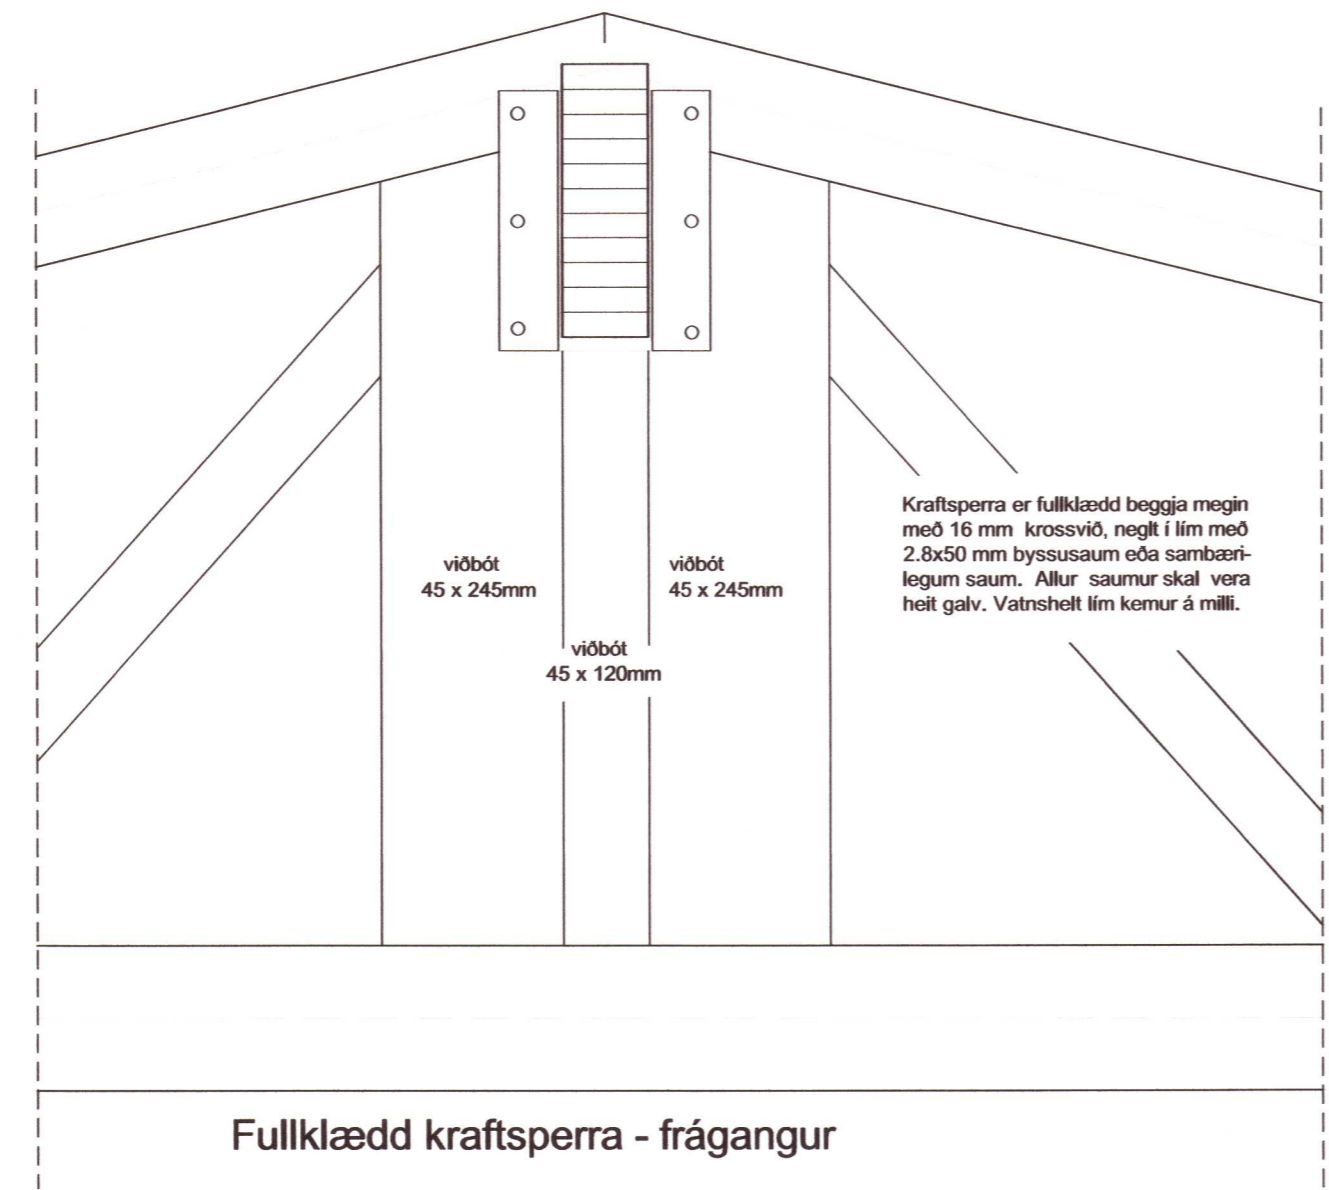 Kraftsperra er fullklædd beggja megin
með 16 mm krossvið, neglt í lím með
2.8x50 mm byssusaum eða sambæri-
legum saum. Allur saumur skal vera
heit galv. Vatnshelt lím kemur á milli.
viðbót
45 x 245mm
viðbót
45 x 245mm
viðbót
45 x 120mm
Fullklædd kraftsperra - frágangur